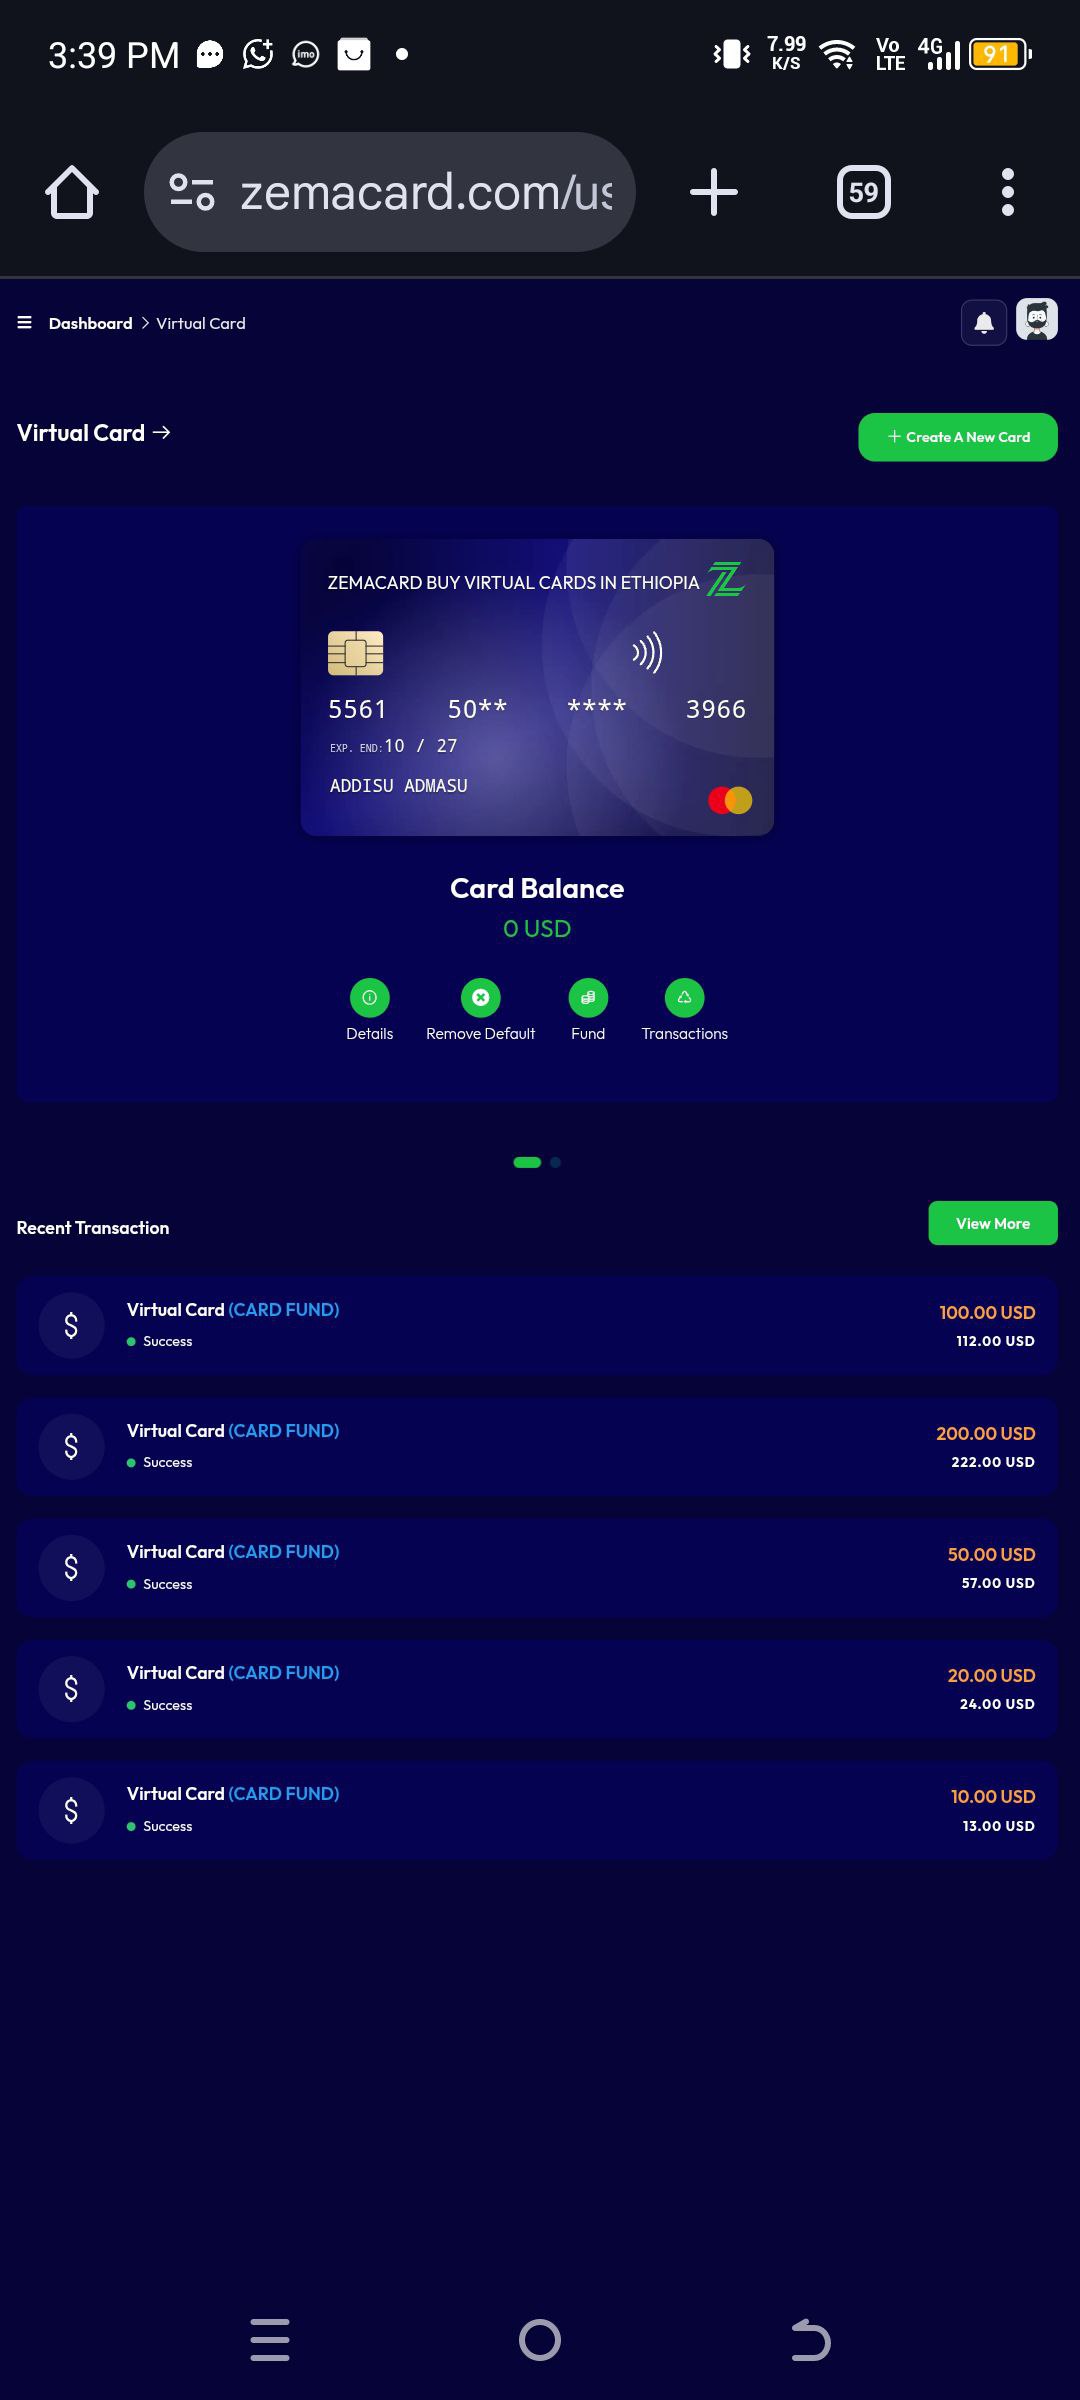 3:39 PM
imo
7.99 K/S
Vo LTE
4G
91
zemacard.com/us
59
Dashboard > Virtual Card
Virtual Card →
+ Create A New Card
ZEMACARD BUY VIRTUAL CARDS IN ETHIOPIA
5561 50** **** 3966
EXP. END:10 / 27
ADDISU ADMASU
Card Balance
0 USD
Details Remove Default Fund Transactions
Recent Transaction
View More
$
Virtual Card (CARD FUND)
100.00 USD
Success
112.00 USD
$
Virtual Card (CARD FUND)
200.00 USD
Success
222.00 USD
$
Virtual Card (CARD FUND)
50.00 USD
Success
57.00 USD
$
Virtual Card (CARD FUND)
20.00 USD
Success
24.00 USD
$
Virtual Card (CARD FUND)
10.00 USD
Success
13.00 USD